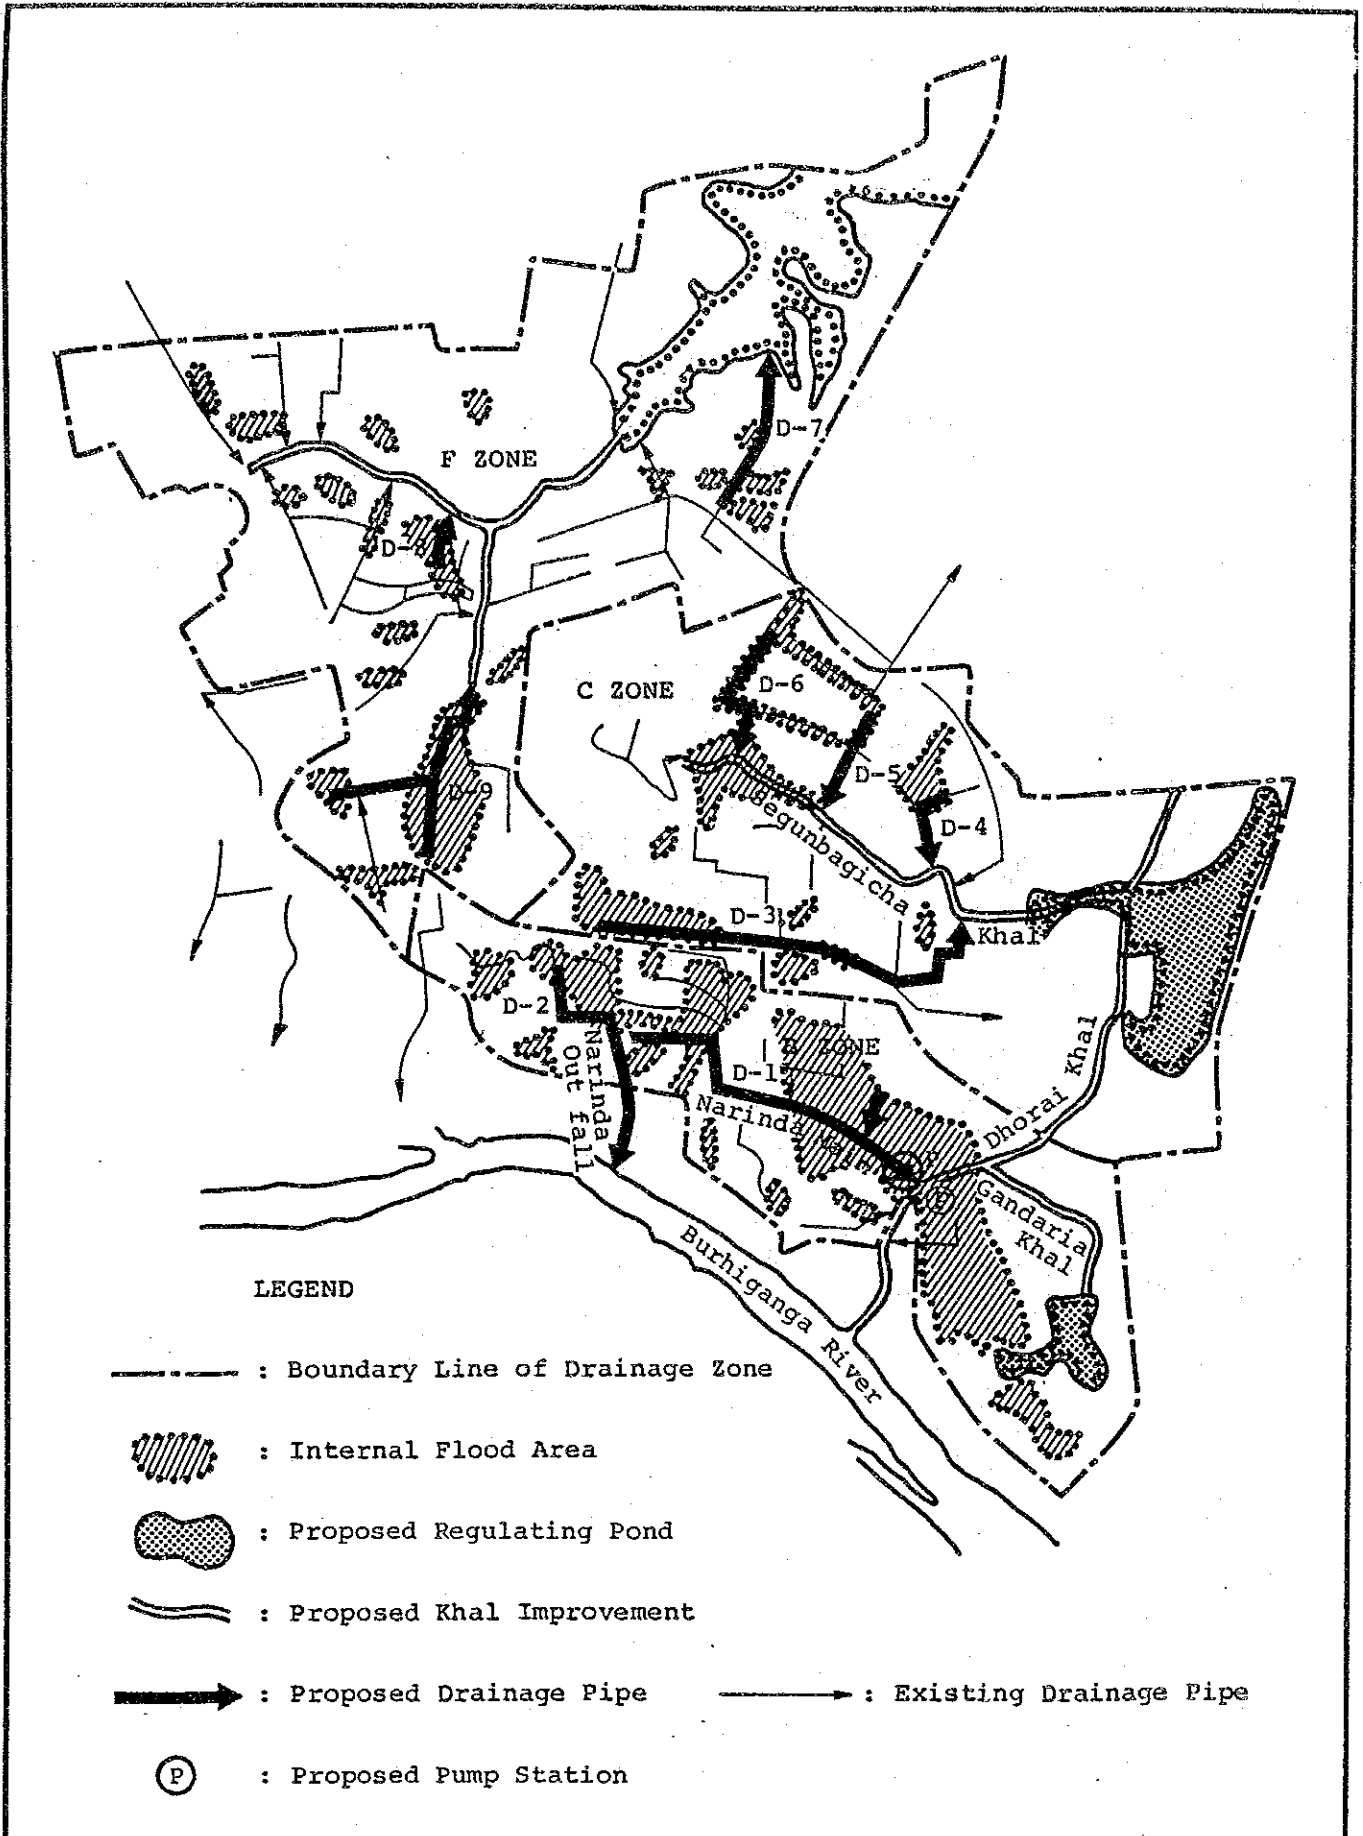 D-7
F ZONE
D-8
D-6
C ZONE
D-5
D-9
D-4
Segunbagicha
Khal
D-3
D-2
B ZONE
D-1
Narinda
Out fall
Narinda Main
Dhorai Khal
P
P
Gandaria
Khal
Burhiganga River
LEGEND
: Boundary Line of Drainage Zone
: Internal Flood Area
: Proposed Regulating Pond
: Proposed Khal Improvement
: Proposed Drainage Pipe
: Existing Drainage Pipe
P : Proposed Pump Station